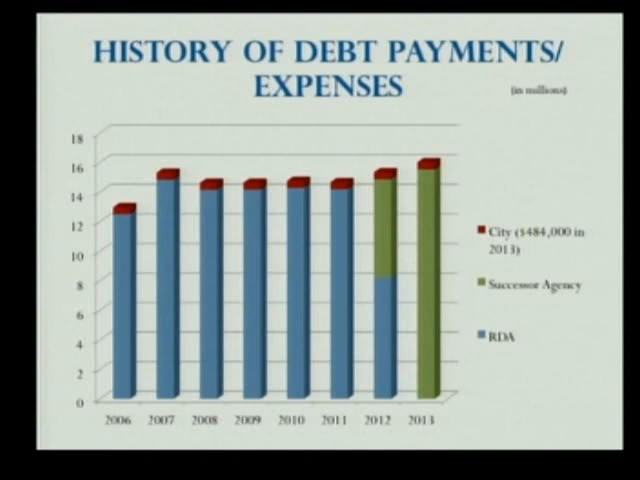 HISTORY OF DEBT PAYMENTS/
EXPENSES
(in millions)
18
16
14
12
10
8
6
4
2
0
2006 2007 2008 2009 2010 2011 2012 2013
City ($484,000 in
2013)
Successor Agency
RDA